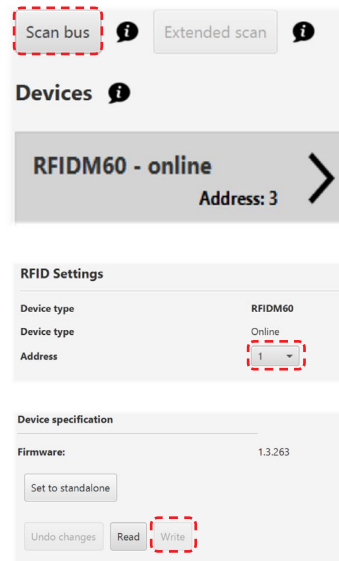 Scan bus Extended scan
Devices
RFIDM60 - online
Address: 3
RFID Settings
Device type RFIDM60
Device type Online
Address 1
Device specification
Firmware: 1.3.263
Set to standalone
Undo changes Read Write